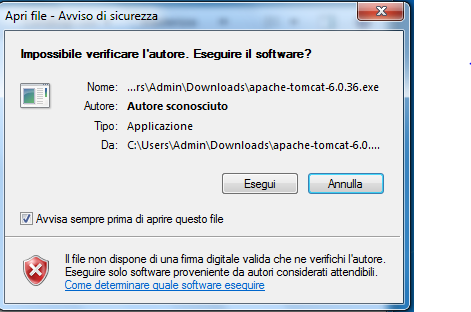 Apri file - Avviso di sicurezza
Impossibile verificare l'autore. Eseguire il software?
Nome: ...rs\Admin\Downloads\apache-tomcat-6.0.36.exe
Autore: Autore sconosciuto
Tipo: Applicazione
Da: C:\Users\Admin\Downloads\apache-tomcat-6.0....
Esegui Annulla
Avvisa sempre prima di aprire questo file
Il file non dispone di una firma digitale valida che ne verifichi l'autore.
Eseguire solo software proveniente da autori considerati attendibili.
Come determinare quale software eseguire